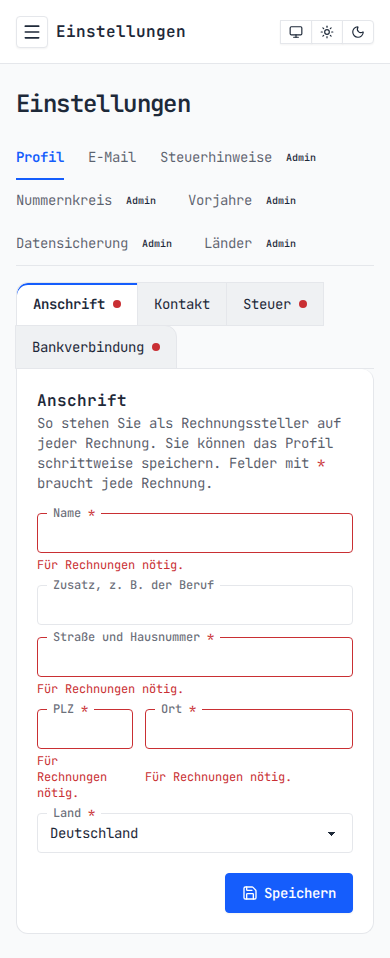 Einstellungen
Einstellungen
Profil E-Mail Steuerhinweise Admin
Nummernkreis Admin Vorjahre Admin
Datensicherung Admin Länder Admin
Anschrift Kontakt Steuer
Bankverbindung
Anschrift
So stehen Sie als Rechnungssteller auf
jeder Rechnung. Sie können das Profil
schrittweise speichern. Felder mit *
braucht jede Rechnung.
Name *
Für Rechnungen nötig.
Zusatz, z. B. der Beruf
Straße und Hausnummer *
Für Rechnungen nötig.
PLZ * Ort *
Für
Rechnungen
nötig.
Für Rechnungen nötig.
Land *
Deutschland
Speichern